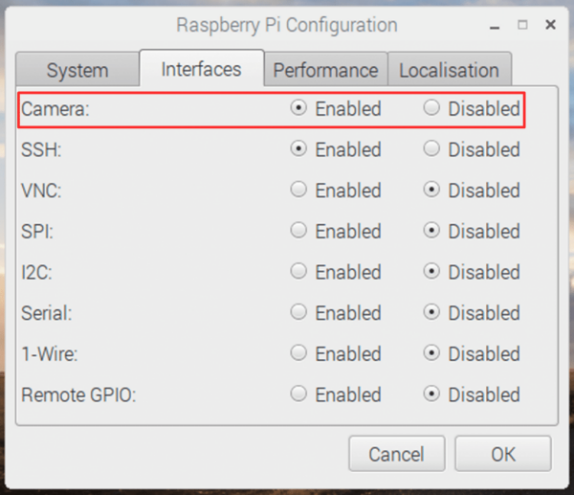 Raspberry Pi Configuration
System Interfaces Performance Localisation
Camera: Enabled Disabled
SSH: Enabled Disabled
VNC: Enabled Disabled
SPI: Enabled Disabled
I2C: Enabled Disabled
Serial: Enabled Disabled
1-Wire: Enabled Disabled
Remote GPIO: Enabled Disabled
Cancel OK